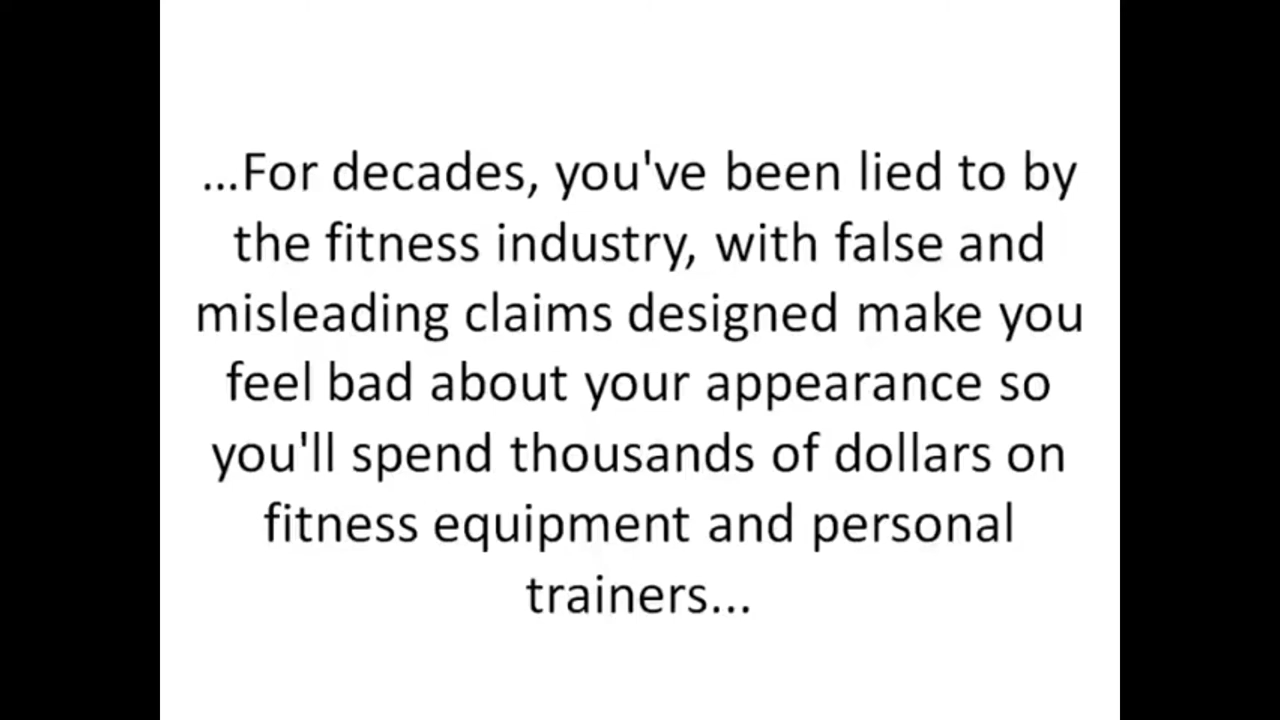 ...For decades, you've been lied to by
the fitness industry, with false and
misleading claims designed make you
feel bad about your appearance so
you'll spend thousands of dollars on
fitness equipment and personal
trainers...